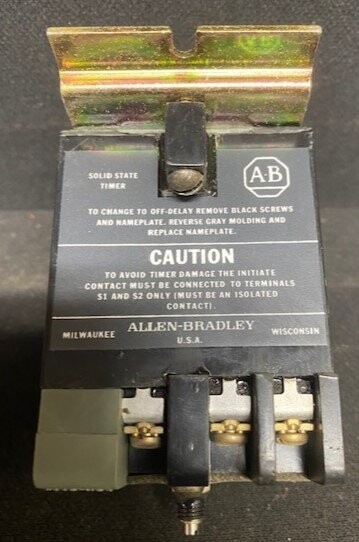 SOLID STATE
TIMER
A-B
TO CHANGE TO OFF-DELAY REMOVE BLACK SCREWS
AND NAMEPLATE. REVERSE GRAY MOLDING AND
REPLACE NAMEPLATE.
CAUTION
TO AVOID TIMER DAMAGE THE INITIATE
CONTACT MUST BE CONNECTED TO TERMINALS
S1 AND S2 ONLY (MUST BE AN ISOLATED
CONTACT).
MILWAUKEE ALLEN-BRADLEY WISCONSIN
U.S.A.